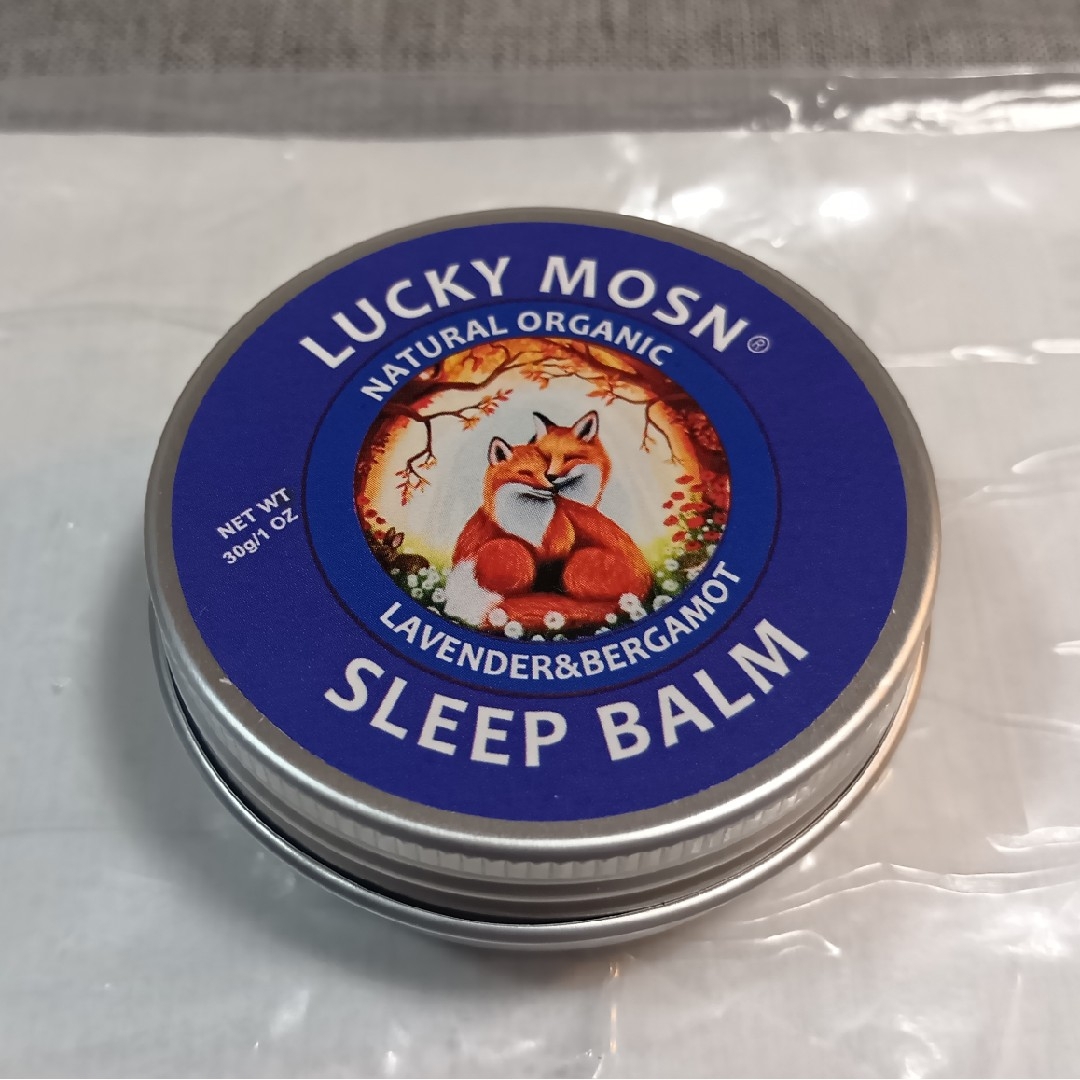 LUCKY MOSN®
NATURAL ORGANIC
NET WT
30g/1 OZ
LAVENDER&BERGAMOT
SLEEP BALM